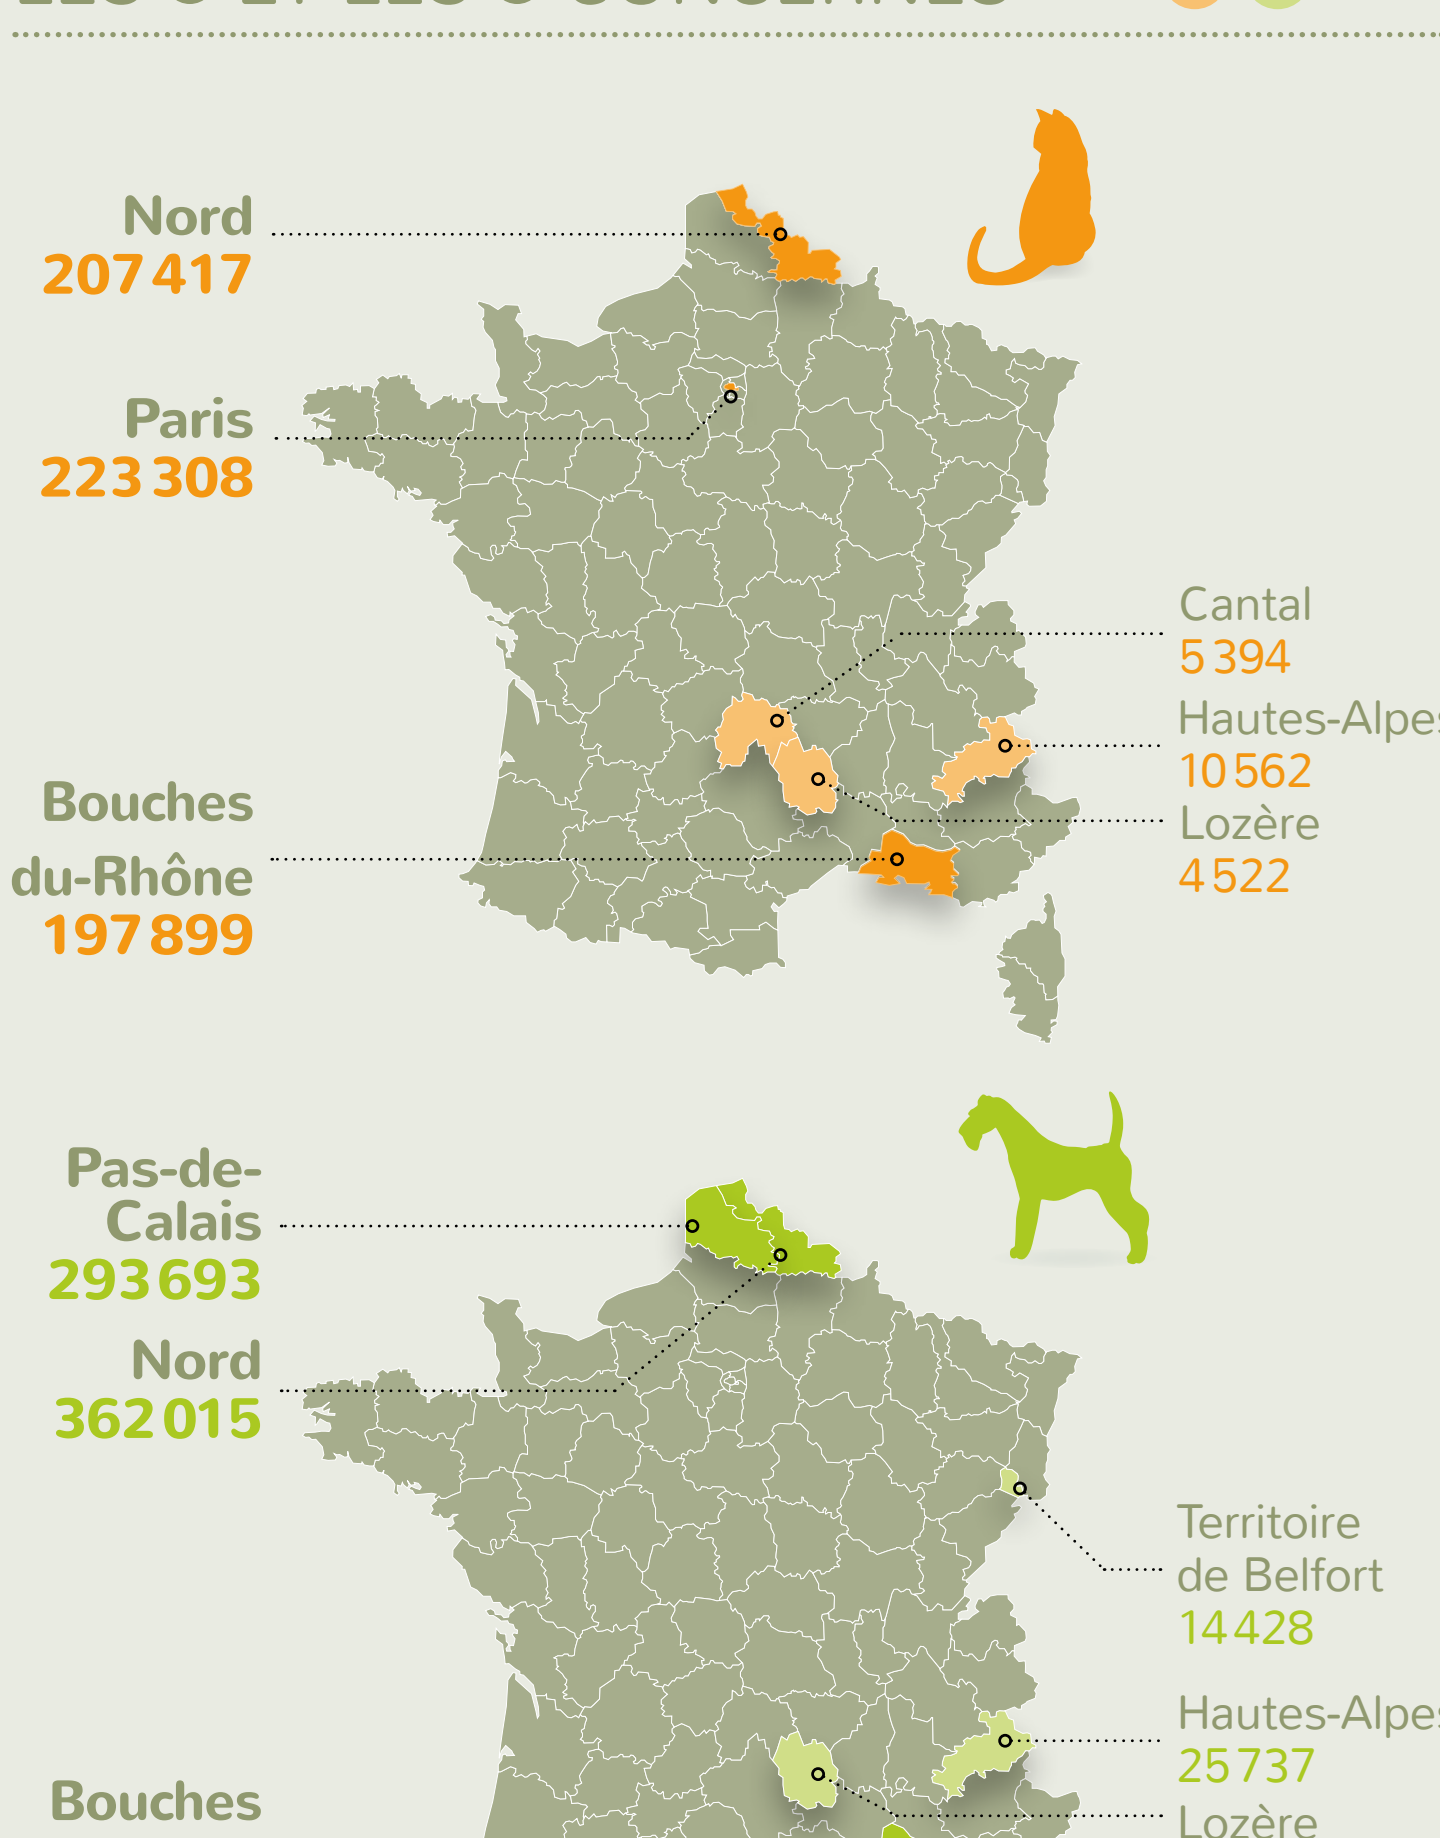 Nord
207 417
Paris
223 308
Cantal
5 394
Hautes-Alpes
10 562
Bouches
du-Rhône
197 899
Lozère
4 522
Pas-de-
Calais
293 693
Nord
362 015
Territoire
de Belfort
14 428
Hautes-Alpes
25 737
Bouches
Lozère